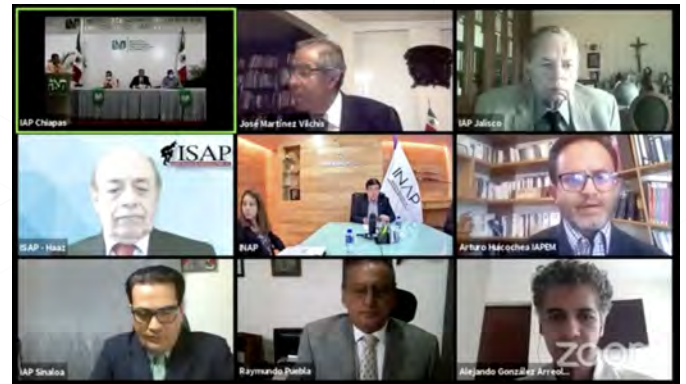 IAP Chiapas
José Martínez Vilchis
IAP Jalisco
ISAP
ISAP - Haaz
INAP
INAP
Arturo Huicochea IAPEM
IAP Sinaloa
Raymundo Puebla
Alejando González Arreol...
zoom